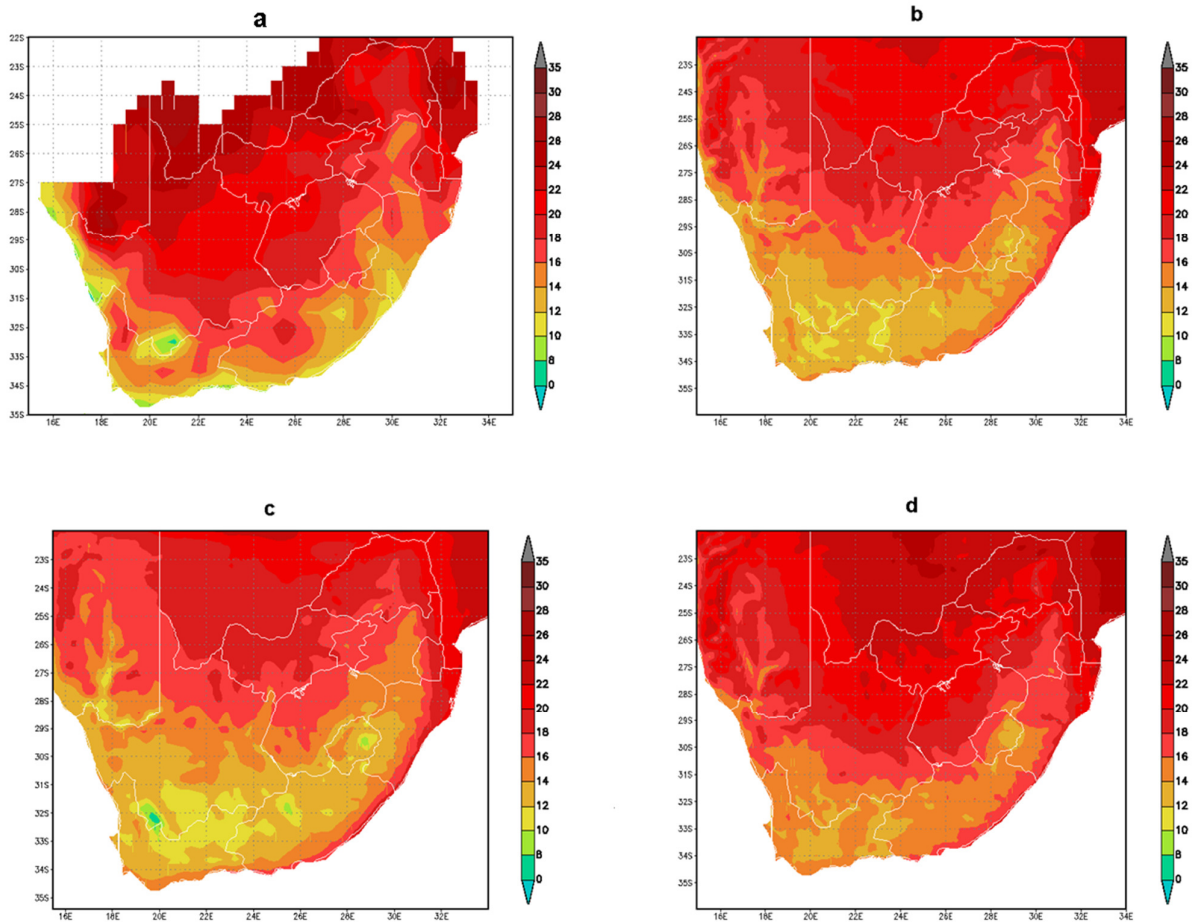 a
22S
23S
24S
25S
26S
27S
28S
29S
30S
31S
32S
33S
34S
35S
16E 18E 20E 22E 24E 26E 28E 30E 32E 34E
35
30
28
26
24
22
20
18
16
14
12
10
8
0
b
23S
24S
25S
26S
27S
28S
29S
30S
31S
32S
33S
34S
35S
16E 18E 20E 22E 24E 26E 28E 30E 32E 34E
35
30
28
26
24
22
20
18
16
14
12
10
8
0
c
23S
24S
25S
26S
27S
28S
29S
30S
31S
32S
33S
34S
35S
16E 18E 20E 22E 24E 26E 28E 30E 32E
35
30
28
26
24
22
20
18
16
14
12
10
8
0
d
23S
24S
25S
26S
27S
28S
29S
30S
31S
32S
33S
34S
35S
16E 18E 20E 22E 24E 26E 28E 30E 32E 34E
35
30
28
26
24
22
20
18
16
14
12
10
8
0